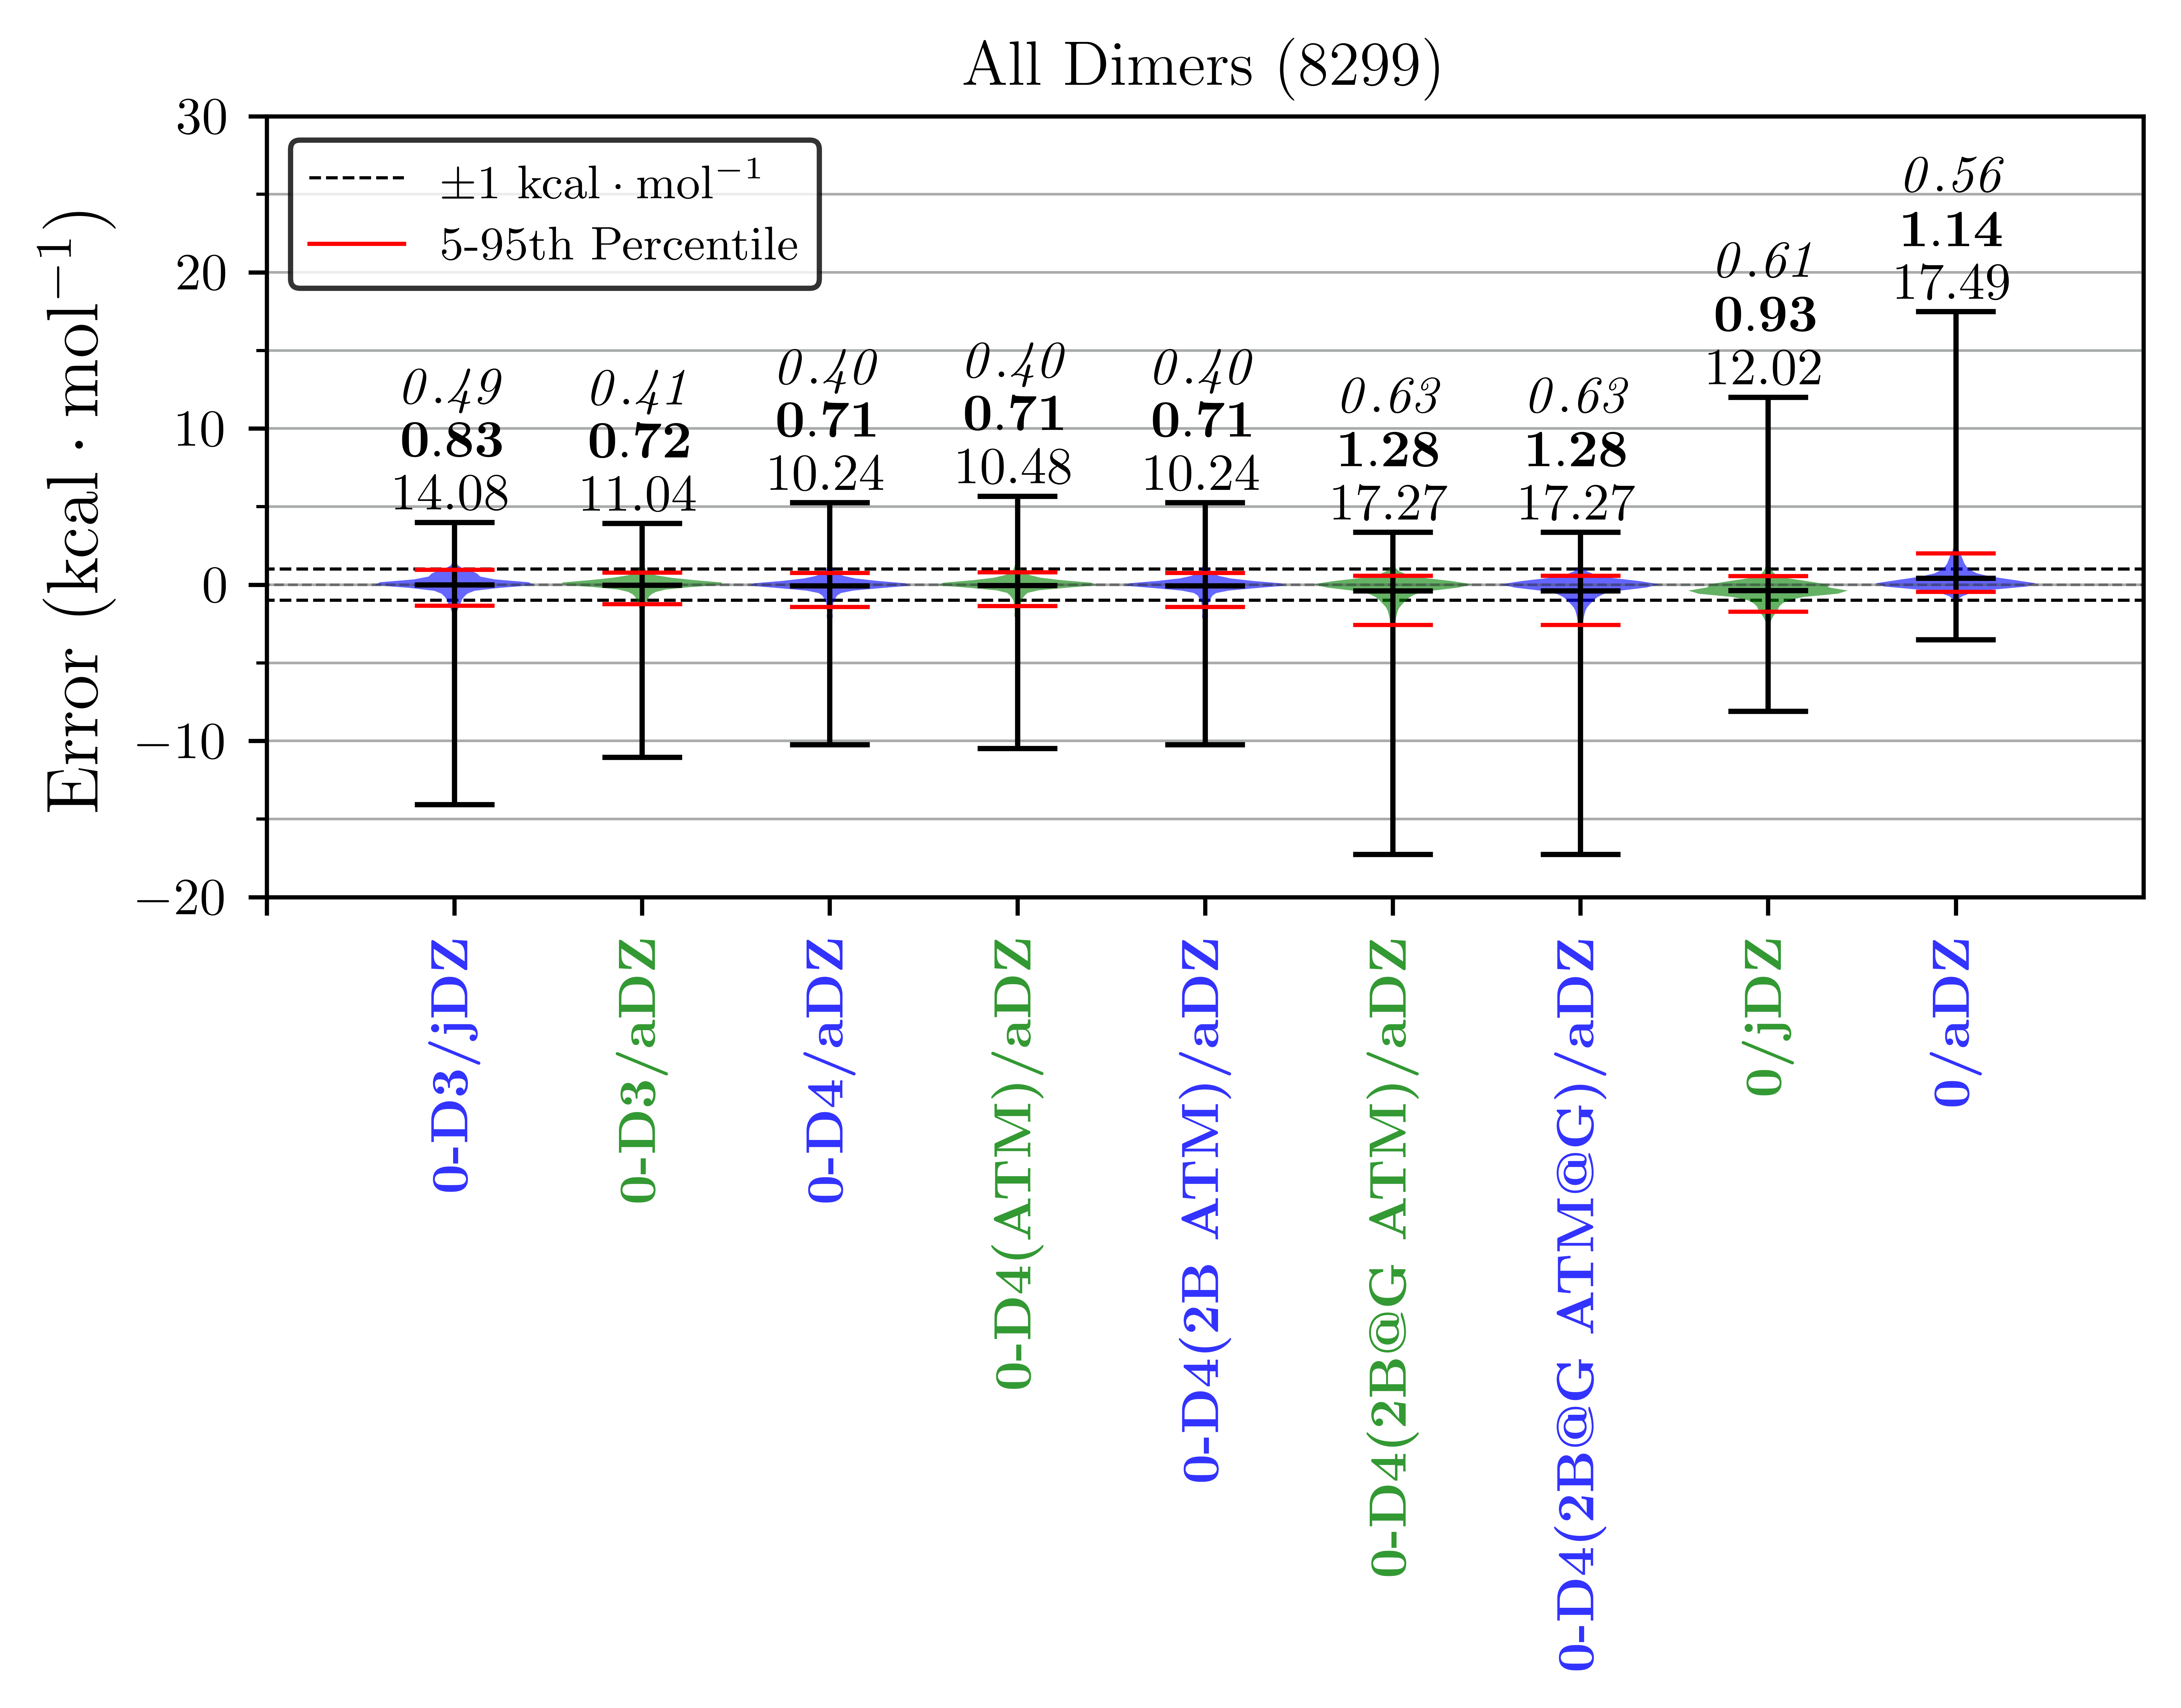 All Dimers (8299)
Error (kcal · mol⁻¹)
30
20
10
0
−10
−20
±1 kcal · mol⁻¹
5-95th Percentile
0.49
0.83
14.08
0.41
0.72
11.04
0.40
0.71
10.24
0.40
0.71
10.48
0.40
0.71
10.24
0.63
1.28
17.27
0.63
1.28
17.27
0.61
0.93
12.02
0.56
1.14
17.49
0-D3/jDZ
0-D3/aDZ
0-D4/aDZ
0-D4(ATM)/aDZ
0-D4(2B ATM)/aDZ
0-D4(2B@G ATM)/aDZ
0-D4(2B@G ATM@G)/aDZ
0/jDZ
0/aDZ